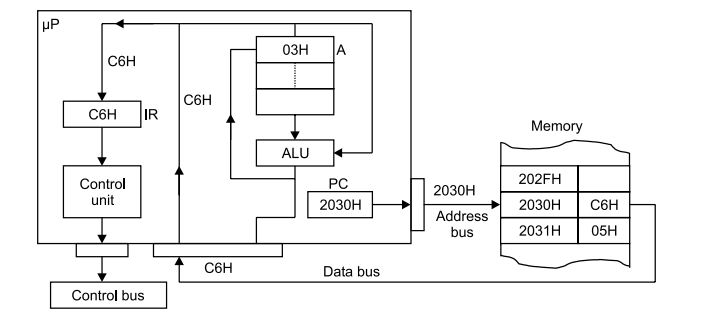 µP
03H A
C6H
C6H
C6H IR
ALU
Control
unit
PC
2030H
2030H
Address
bus
Memory
202FH
2030H C6H
2031H 05H
C6H
Data bus
Control bus